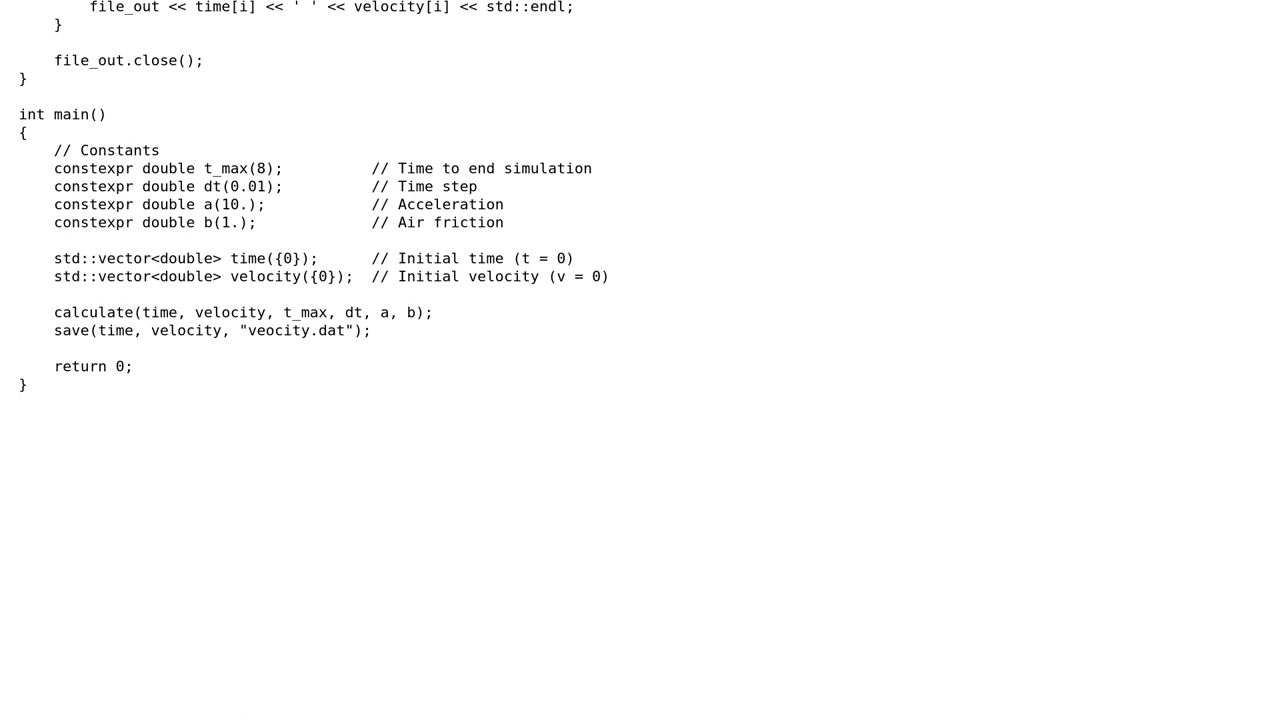 file_out << time[i] << ' ' << velocity[i] << std::endl;
    }

    file_out.close();
}

int main()
{
    // Constants
    constexpr double t_max(8);          // Time to end simulation
    constexpr double dt(0.01);          // Time step
    constexpr double a(10.);            // Acceleration
    constexpr double b(1.);             // Air friction

    std::vector<double> time({0});      // Initial time (t = 0)
    std::vector<double> velocity({0});  // Initial velocity (v = 0)

    calculate(time, velocity, t_max, dt, a, b);
    save(time, velocity, "veocity.dat");

    return 0;
}